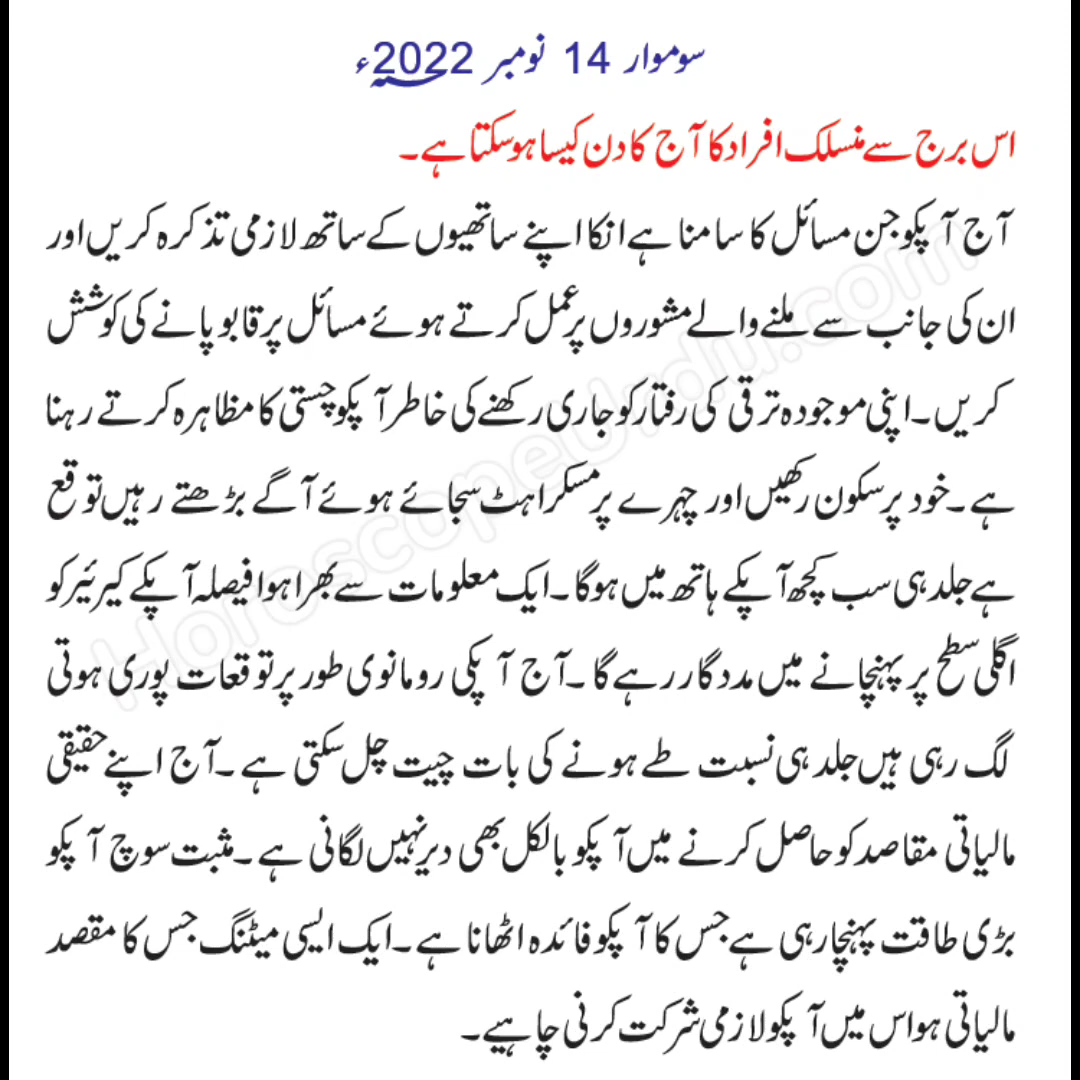 سوموار 14 نومبر 2022ء
اس برج سے منسلک افراد کا آج کا دن کیسا ہو سکتا ہے۔
آج آپکو جن مسائل کا سامنا ہے انکا اپنے ساتھیوں کے ساتھ لازمی تذکرہ کریں اور
ان کی جانب سے ملنے والے مشوروں پر عمل کرتے ہوئے مسائل پر قابو پانے کی کوشش
کریں۔ اپنی موجودہ ترقی کی رفتار کو جاری رکھنے کی خاطر آپکو چستی کا مظاہرہ کرتے رہنا
ہے۔ خود پر سکون رکھیں اور چہرے پر مسکراہٹ سجائے ہوئے آگے بڑھتے رہیں توقع
ہے جلد ہی سب کچھ آپکے ہاتھ میں ہوگا۔ ایک معلومات سے بھرا ہوا فیصلہ آپکے کیرئیر کو
اگلی سطح پر پہنچانے میں مددگار رہے گا۔ آج آپکی رومانوی طور پر توقعات پوری ہوتی
لگ رہی ہیں جلد ہی نسبت طے ہونے کی بات چیت چل سکتی ہے۔ آج اپنے حقیقی
مالیاتی مقاصد کو حاصل کرنے میں آپکو بالکل بھی دیر نہیں لگانی ہے۔ مثبت سوچ آپکو
بڑی طاقت پہنچا رہی ہے جس کا آپکو فائدہ اٹھانا ہے۔ ایک ایسی میٹنگ جس کا مقصد
مالیاتی ہو اس میں آپکو لازمی شرکت کرنی چاہیے۔
HoroscopeUrdu.com